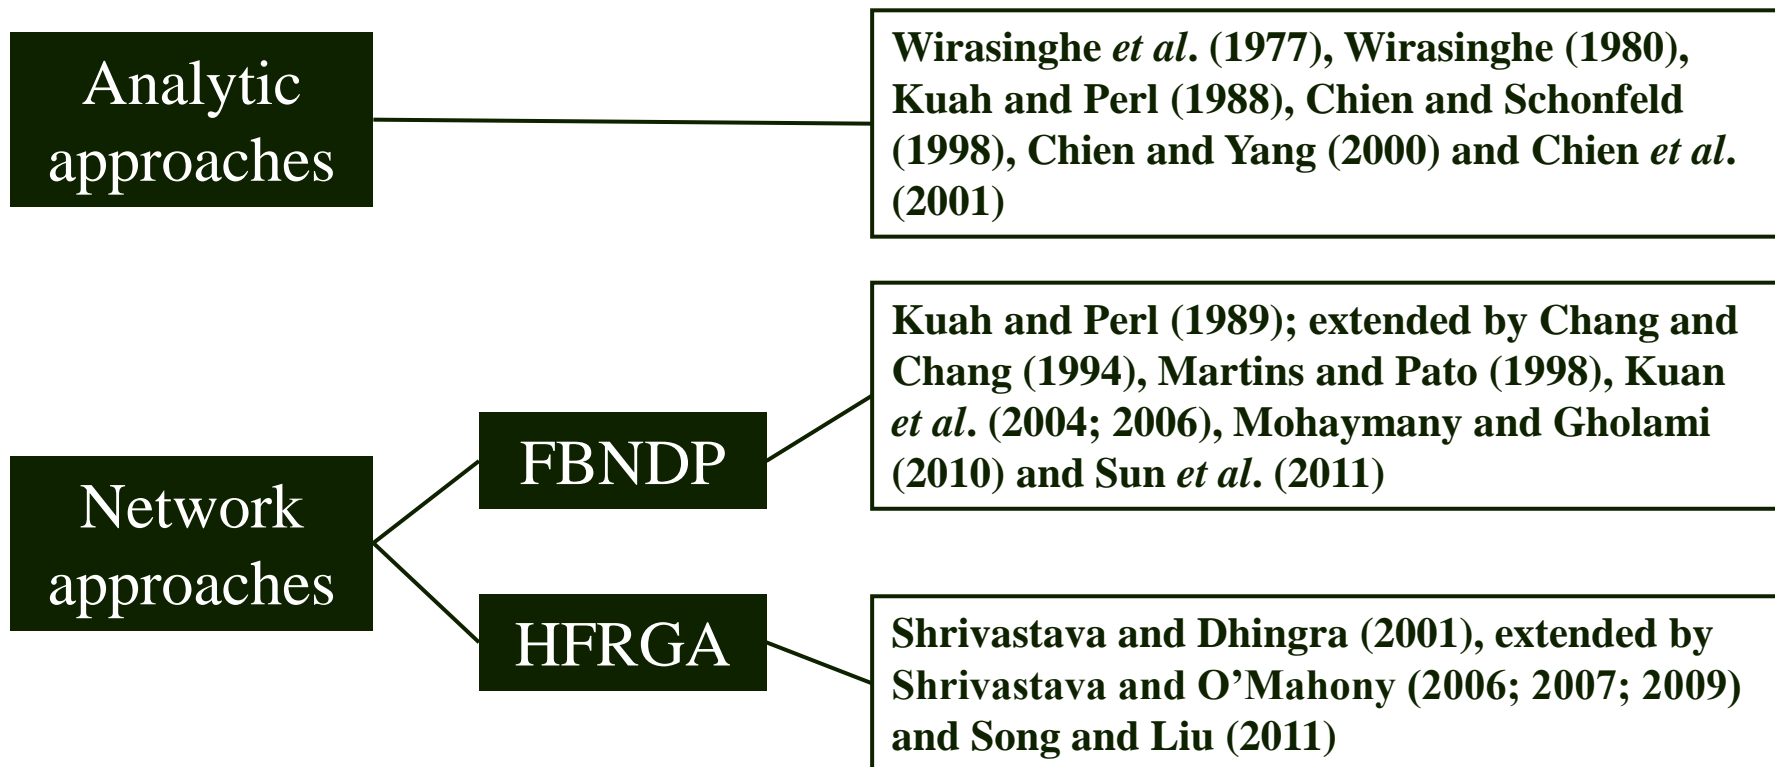 Analytic
approaches
Wirasinghe et al. (1977), Wirasinghe (1980),
Kuah and Perl (1988), Chien and Schonfeld
(1998), Chien and Yang (2000) and Chien et al.
(2001)
Network
approaches
FBNDP
Kuah and Perl (1989); extended by Chang and
Chang (1994), Martins and Pato (1998), Kuan
et al. (2004; 2006), Mohaymany and Gholami
(2010) and Sun et al. (2011)
HFRGA
Shrivastava and Dhingra (2001), extended by
Shrivastava and O’Mahony (2006; 2007; 2009)
and Song and Liu (2011)